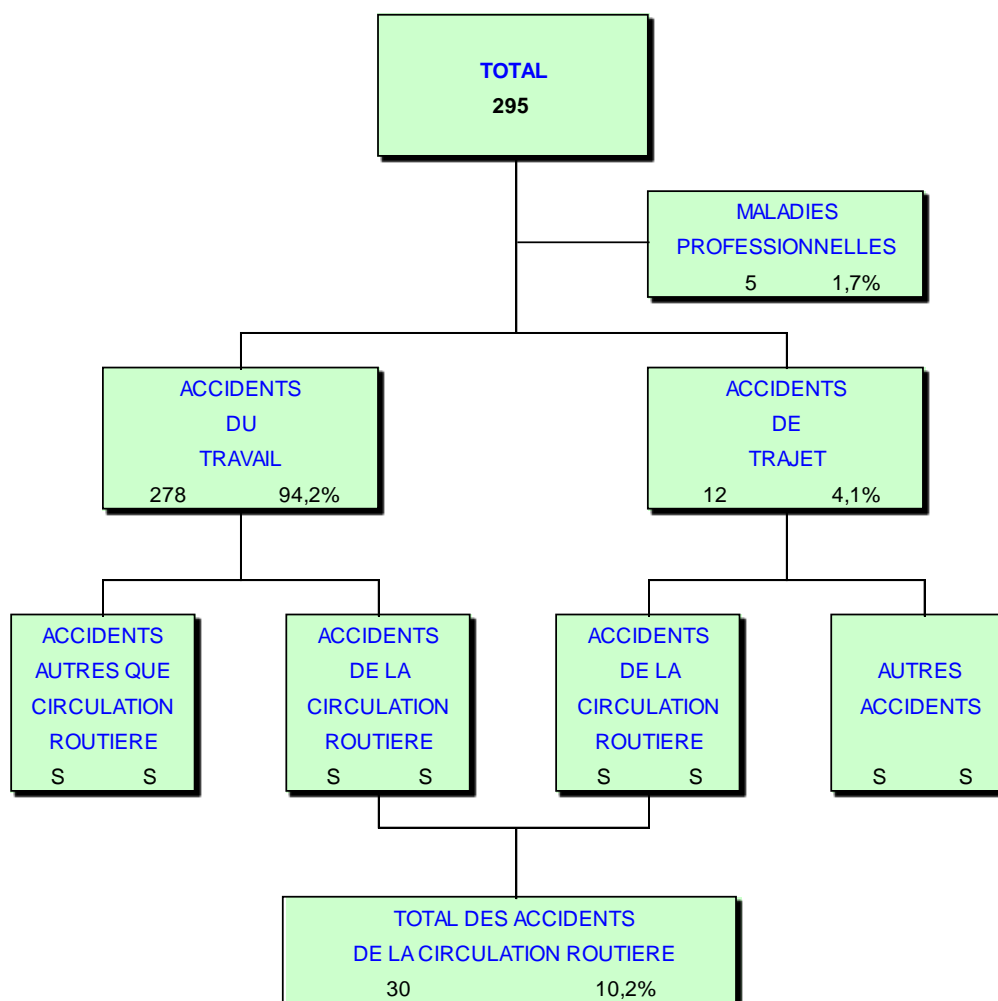 TOTAL
295
MALADIES
PROFESSIONNELLES
5 1,7%
ACCIDENTS
DU
TRAVAIL
278 94,2%
ACCIDENTS
DE
TRAJET
12 4,1%
ACCIDENTS
AUTRES QUE
CIRCULATION
ROUTIERE
S S
ACCIDENTS
DE LA
CIRCULATION
ROUTIERE
S S
ACCIDENTS
DE LA
CIRCULATION
ROUTIERE
S S
AUTRES
ACCIDENTS
S S
TOTAL DES ACCIDENTS
DE LA CIRCULATION ROUTIERE
30 10,2%